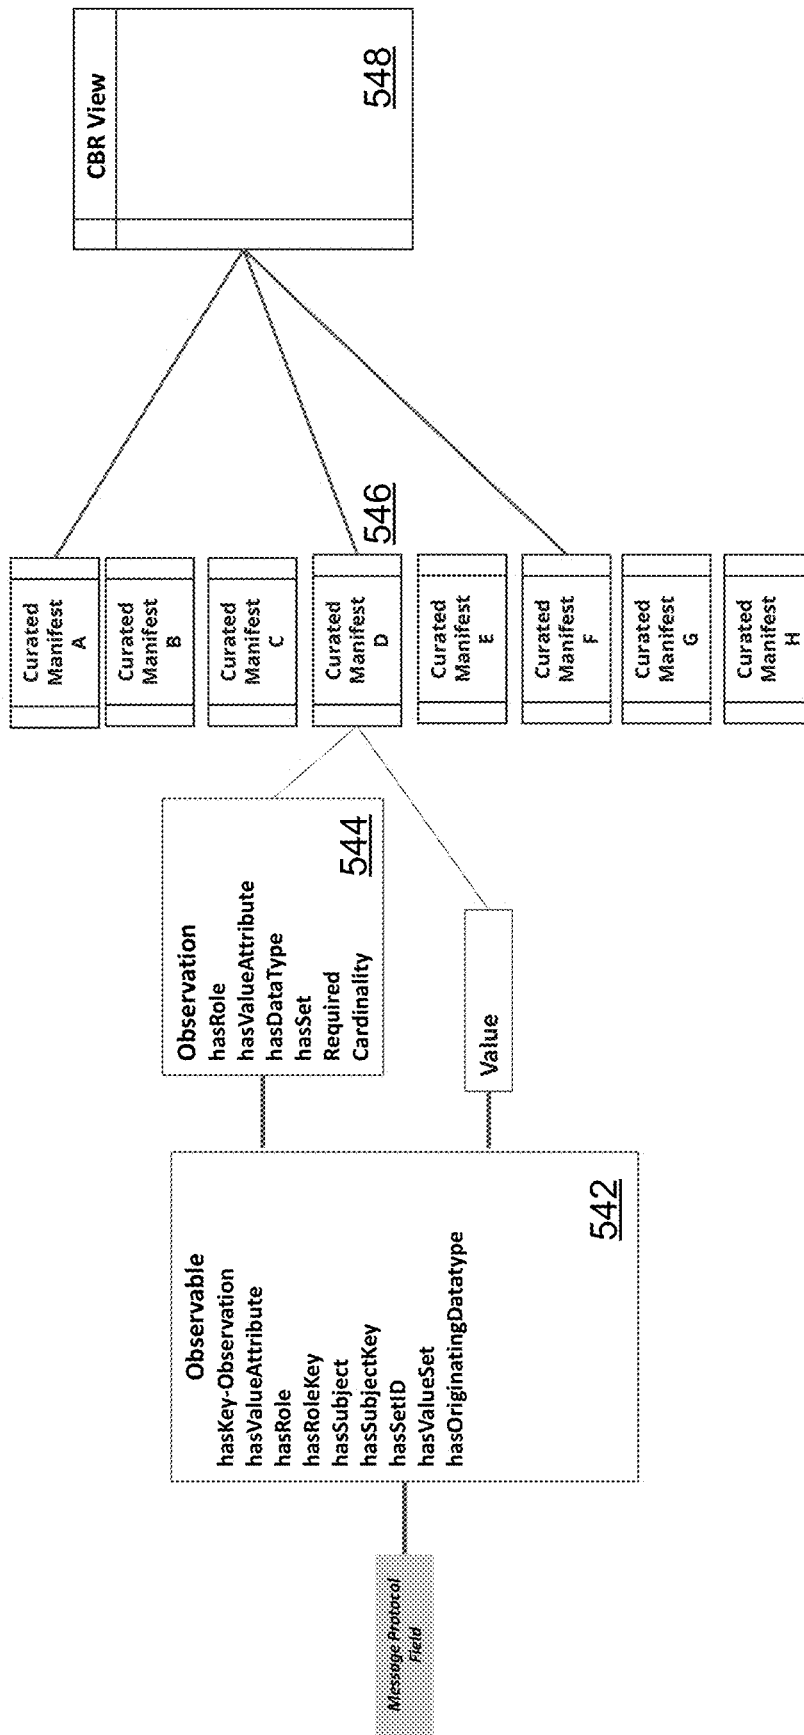 Message Protocol
Field
Observable
hasKey-Observation
hasValueAttribute
hasRole
hasRoleKey
hasSubject
hasSubjectKey
hasSetID
hasValueSet
hasOriginatingDatatype
542
Observation
hasRole
hasValueAttribute
hasDataType
hasSet
Required
Cardinality
544
Value
Curated
Manifest
A
Curated
Manifest
B
Curated
Manifest
C
Curated
Manifest
D
546
Curated
Manifest
E
Curated
Manifest
F
Curated
Manifest
G
Curated
Manifest
H
CBR View
548